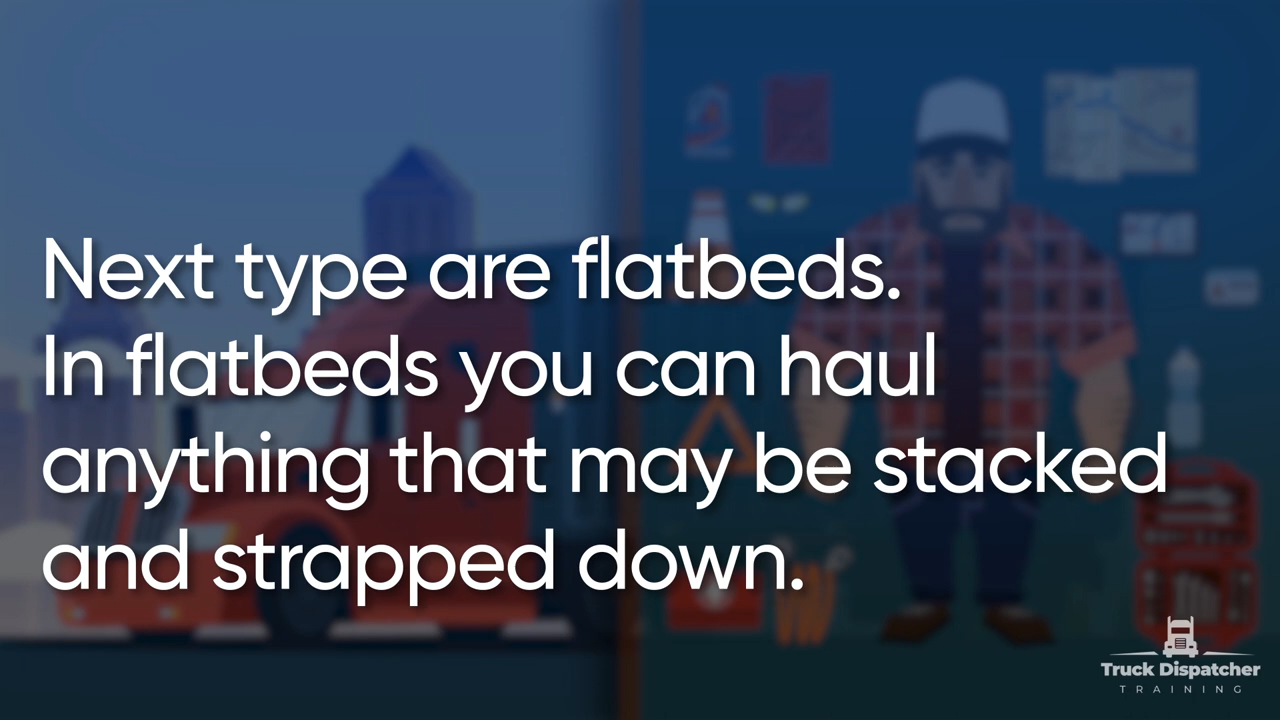 Next type are flatbeds.
In flatbeds you can haul
anything that may be stacked
and strapped down.
Truck Dispatcher
TRAINING